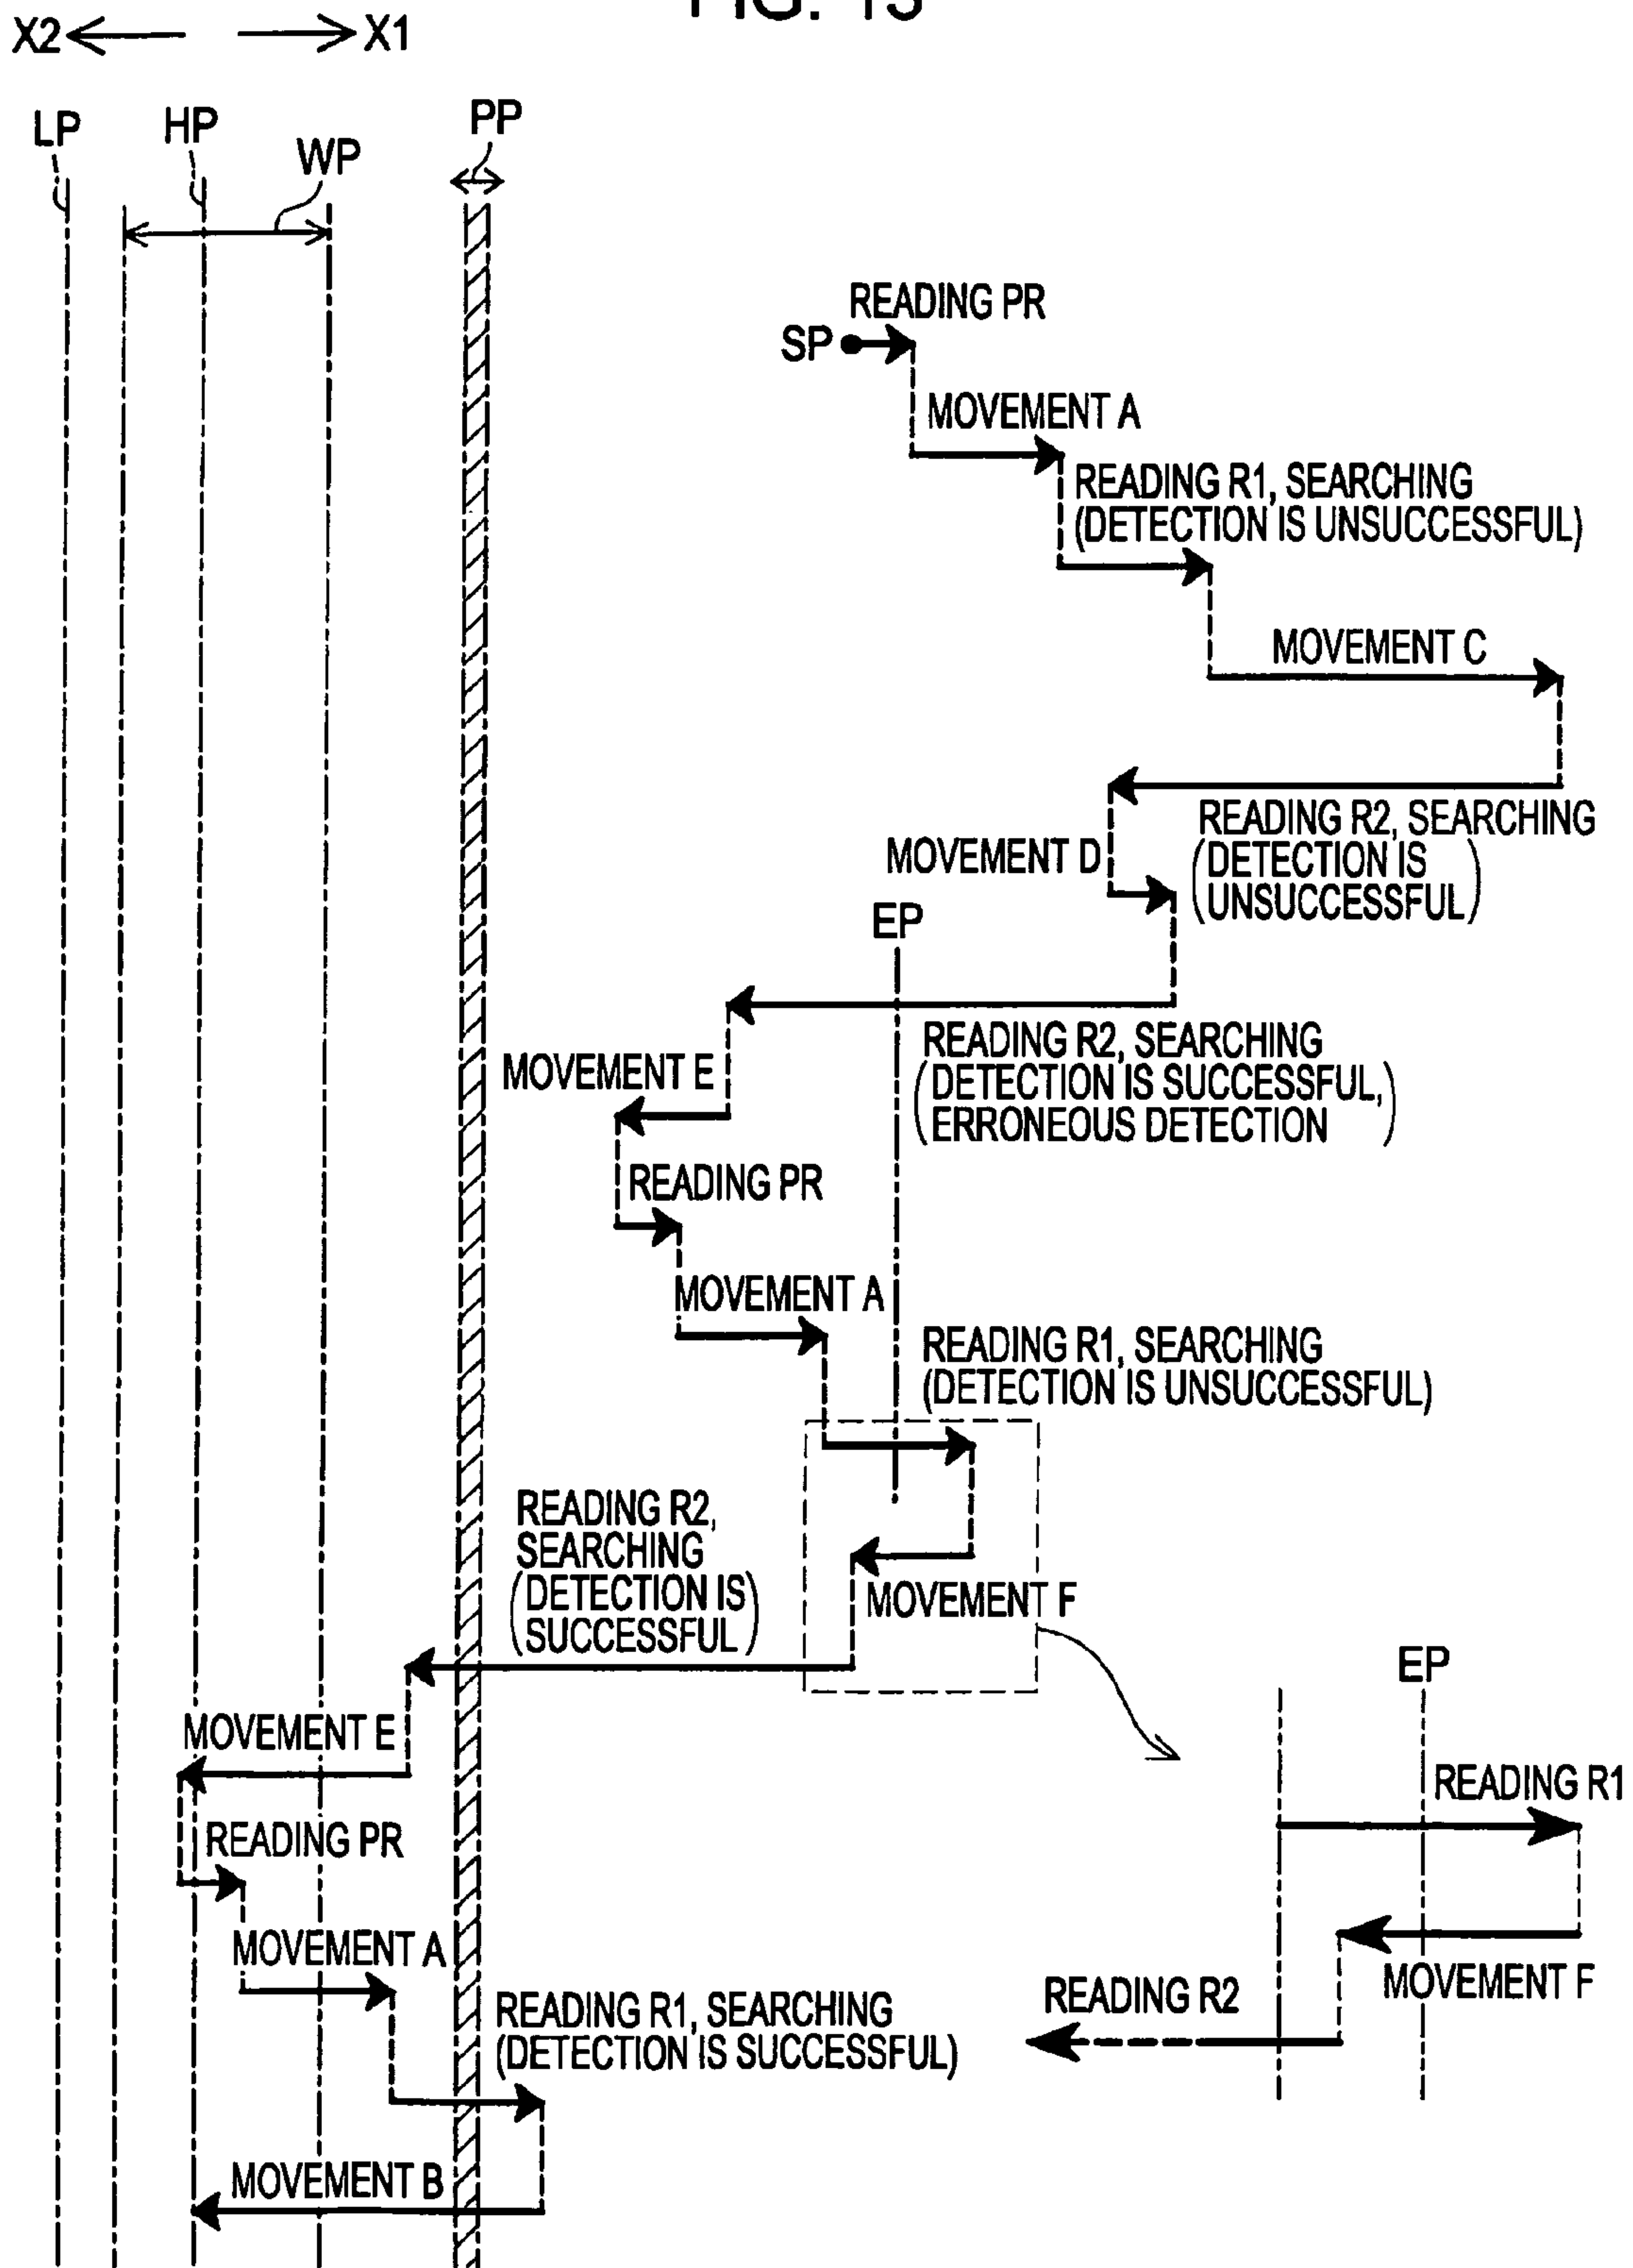 FIG. 13
X2 X1
LP HP WP PP
READING PR
SP
MOVEMENT A
READING R1, SEARCHING
(DETECTION IS UNSUCCESSFUL)
MOVEMENT C
READING R2, SEARCHING
(DETECTION IS
UNSUCCESSFUL)
MOVEMENT D
EP
READING R2, SEARCHING
(DETECTION IS SUCCESSFUL,
ERRONEOUS DETECTION)
MOVEMENT E
READING PR
MOVEMENT A
READING R1, SEARCHING
(DETECTION IS UNSUCCESSFUL)
READING R2,
SEARCHING
(DETECTION IS
SUCCESSFUL)
MOVEMENT F
EP
MOVEMENT E
READING R1
READING PR
MOVEMENT A
MOVEMENT F
READING R2
READING R1, SEARCHING
(DETECTION IS SUCCESSFUL)
MOVEMENT B